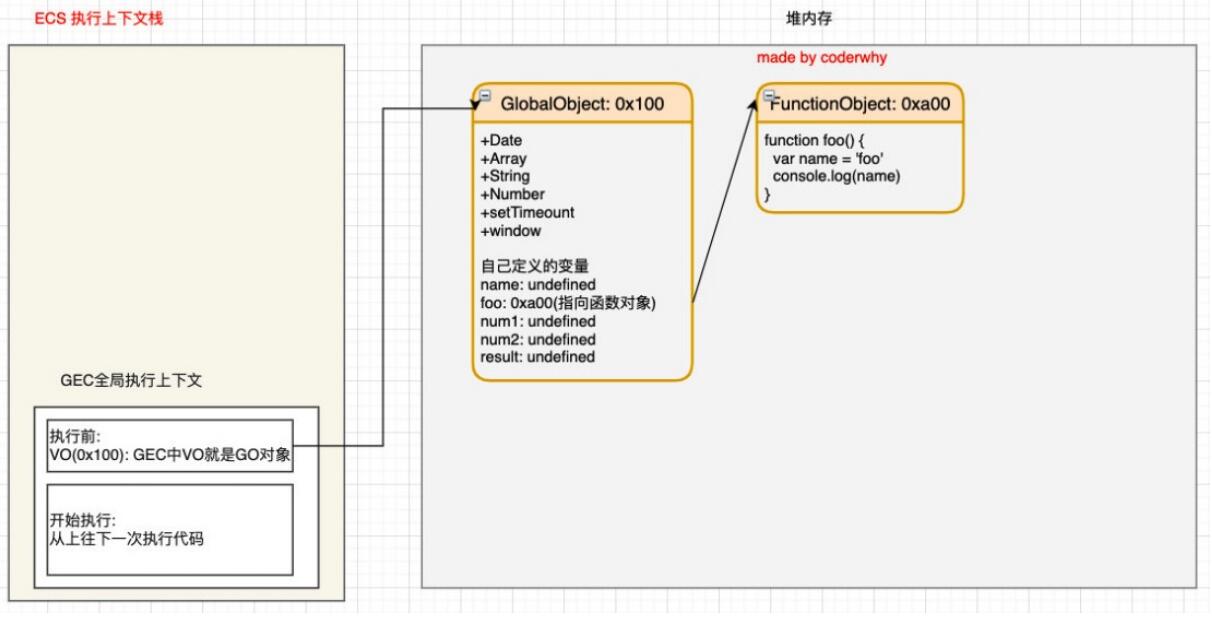 ECS 执行上下文栈
堆内存
made by coderwhy
GlobalObject: 0x100
+Date
+Array
+String
+Number
+setTimeount
+window
自己定义的变量
name: undefined
foo: 0xa00(指向函数对象)
num1: undefined
num2: undefined
result: undefined
FunctionObject: 0xa00
function foo() {
var name = 'foo'
console.log(name)
}
GEC全局执行上下文
执行前:
VO(0x100): GEC中VO就是GO对象
开始执行:
从上往下一次执行代码